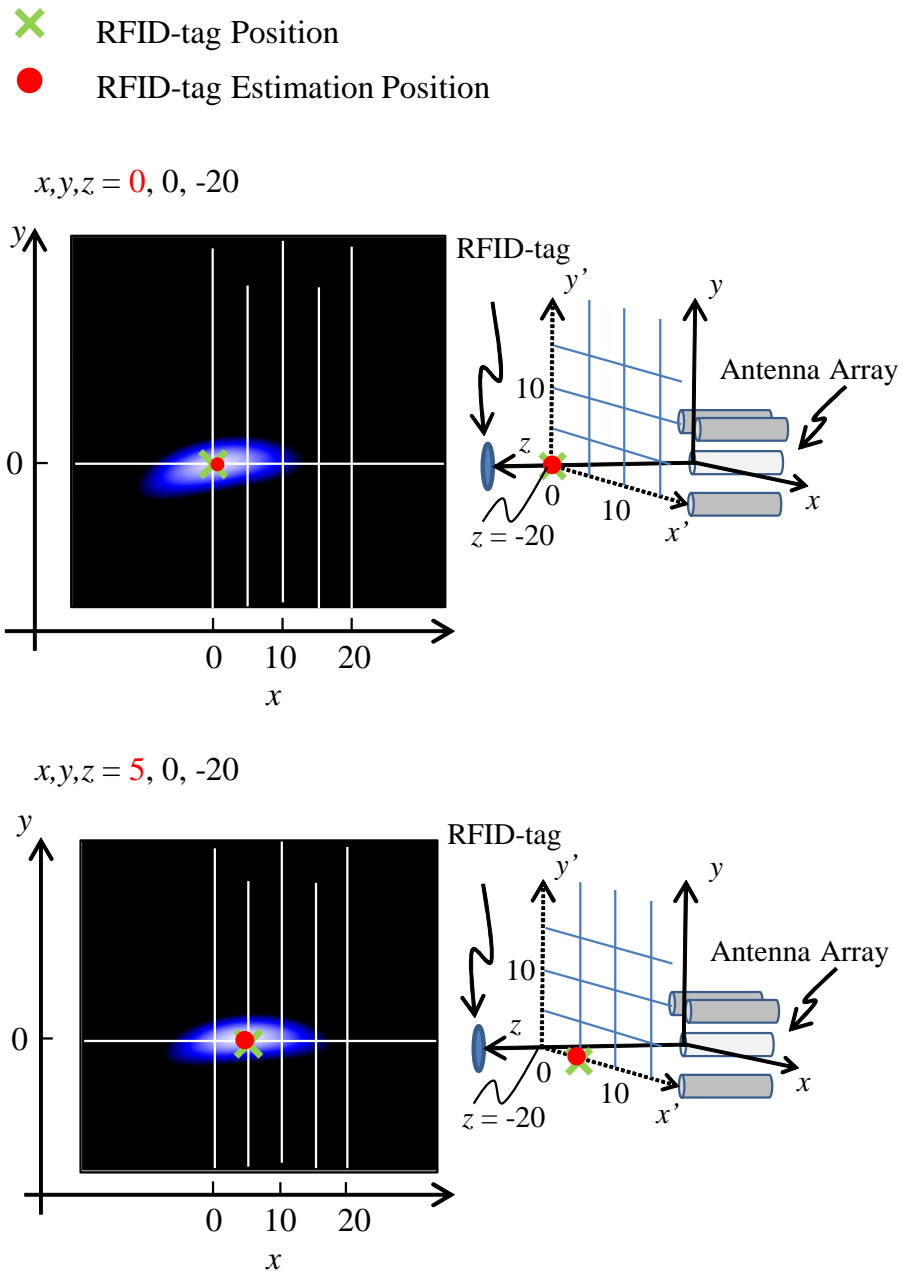 RFID-tag Position
RFID-tag Estimation Position
x,y,z = 0, 0, -20
y
0
0 10 20
x
RFID-tag
y’
y
Antenna Array
10
z
0
10
x
z = -20
x’
x,y,z = 5, 0, -20
y
0
0 10 20
x
RFID-tag
y’
y
Antenna Array
10
z
0
10
x
z = -20
x’